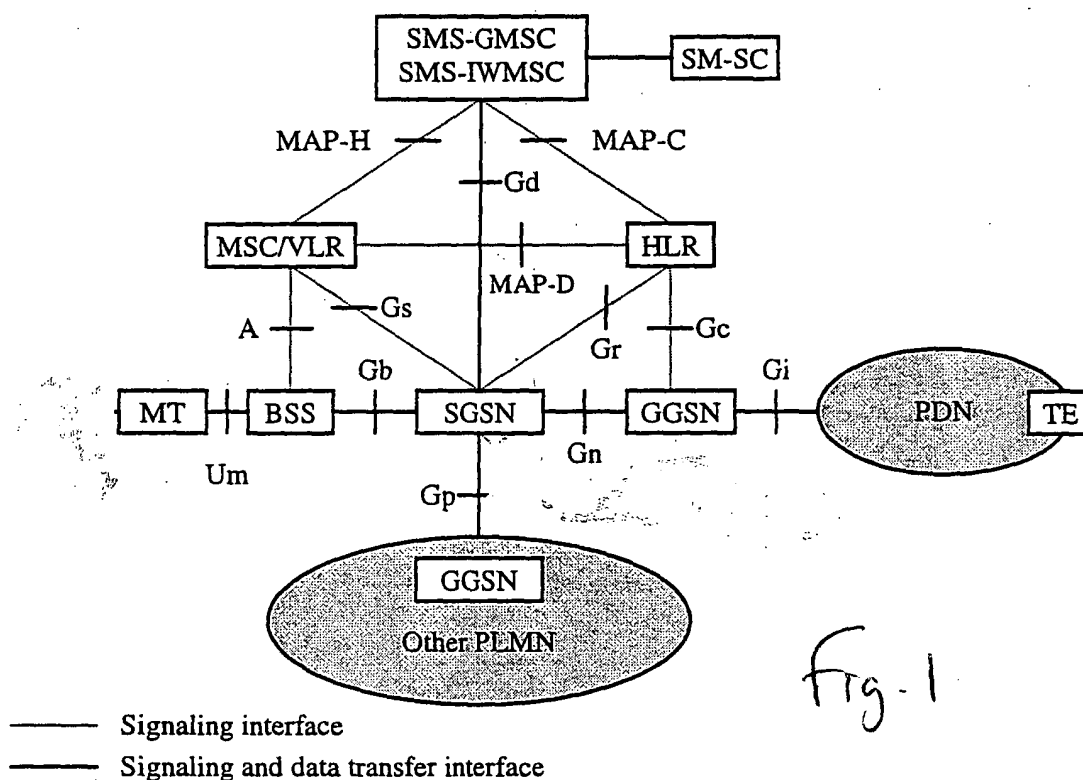 SMS-GMSC
SMS-IWMSC
SM-SC
MAP-H
MAP-C
Gd
MSC/VLR
HLR
MAP-D
Gs
A
Gr
Gc
Gb
Gi
MT
BSS
SGSN
GGSN
PDN
TE
Um
Gn
Gp
GGSN
Other PLMN
Fig. 1
Signaling interface
Signaling and data transfer interface